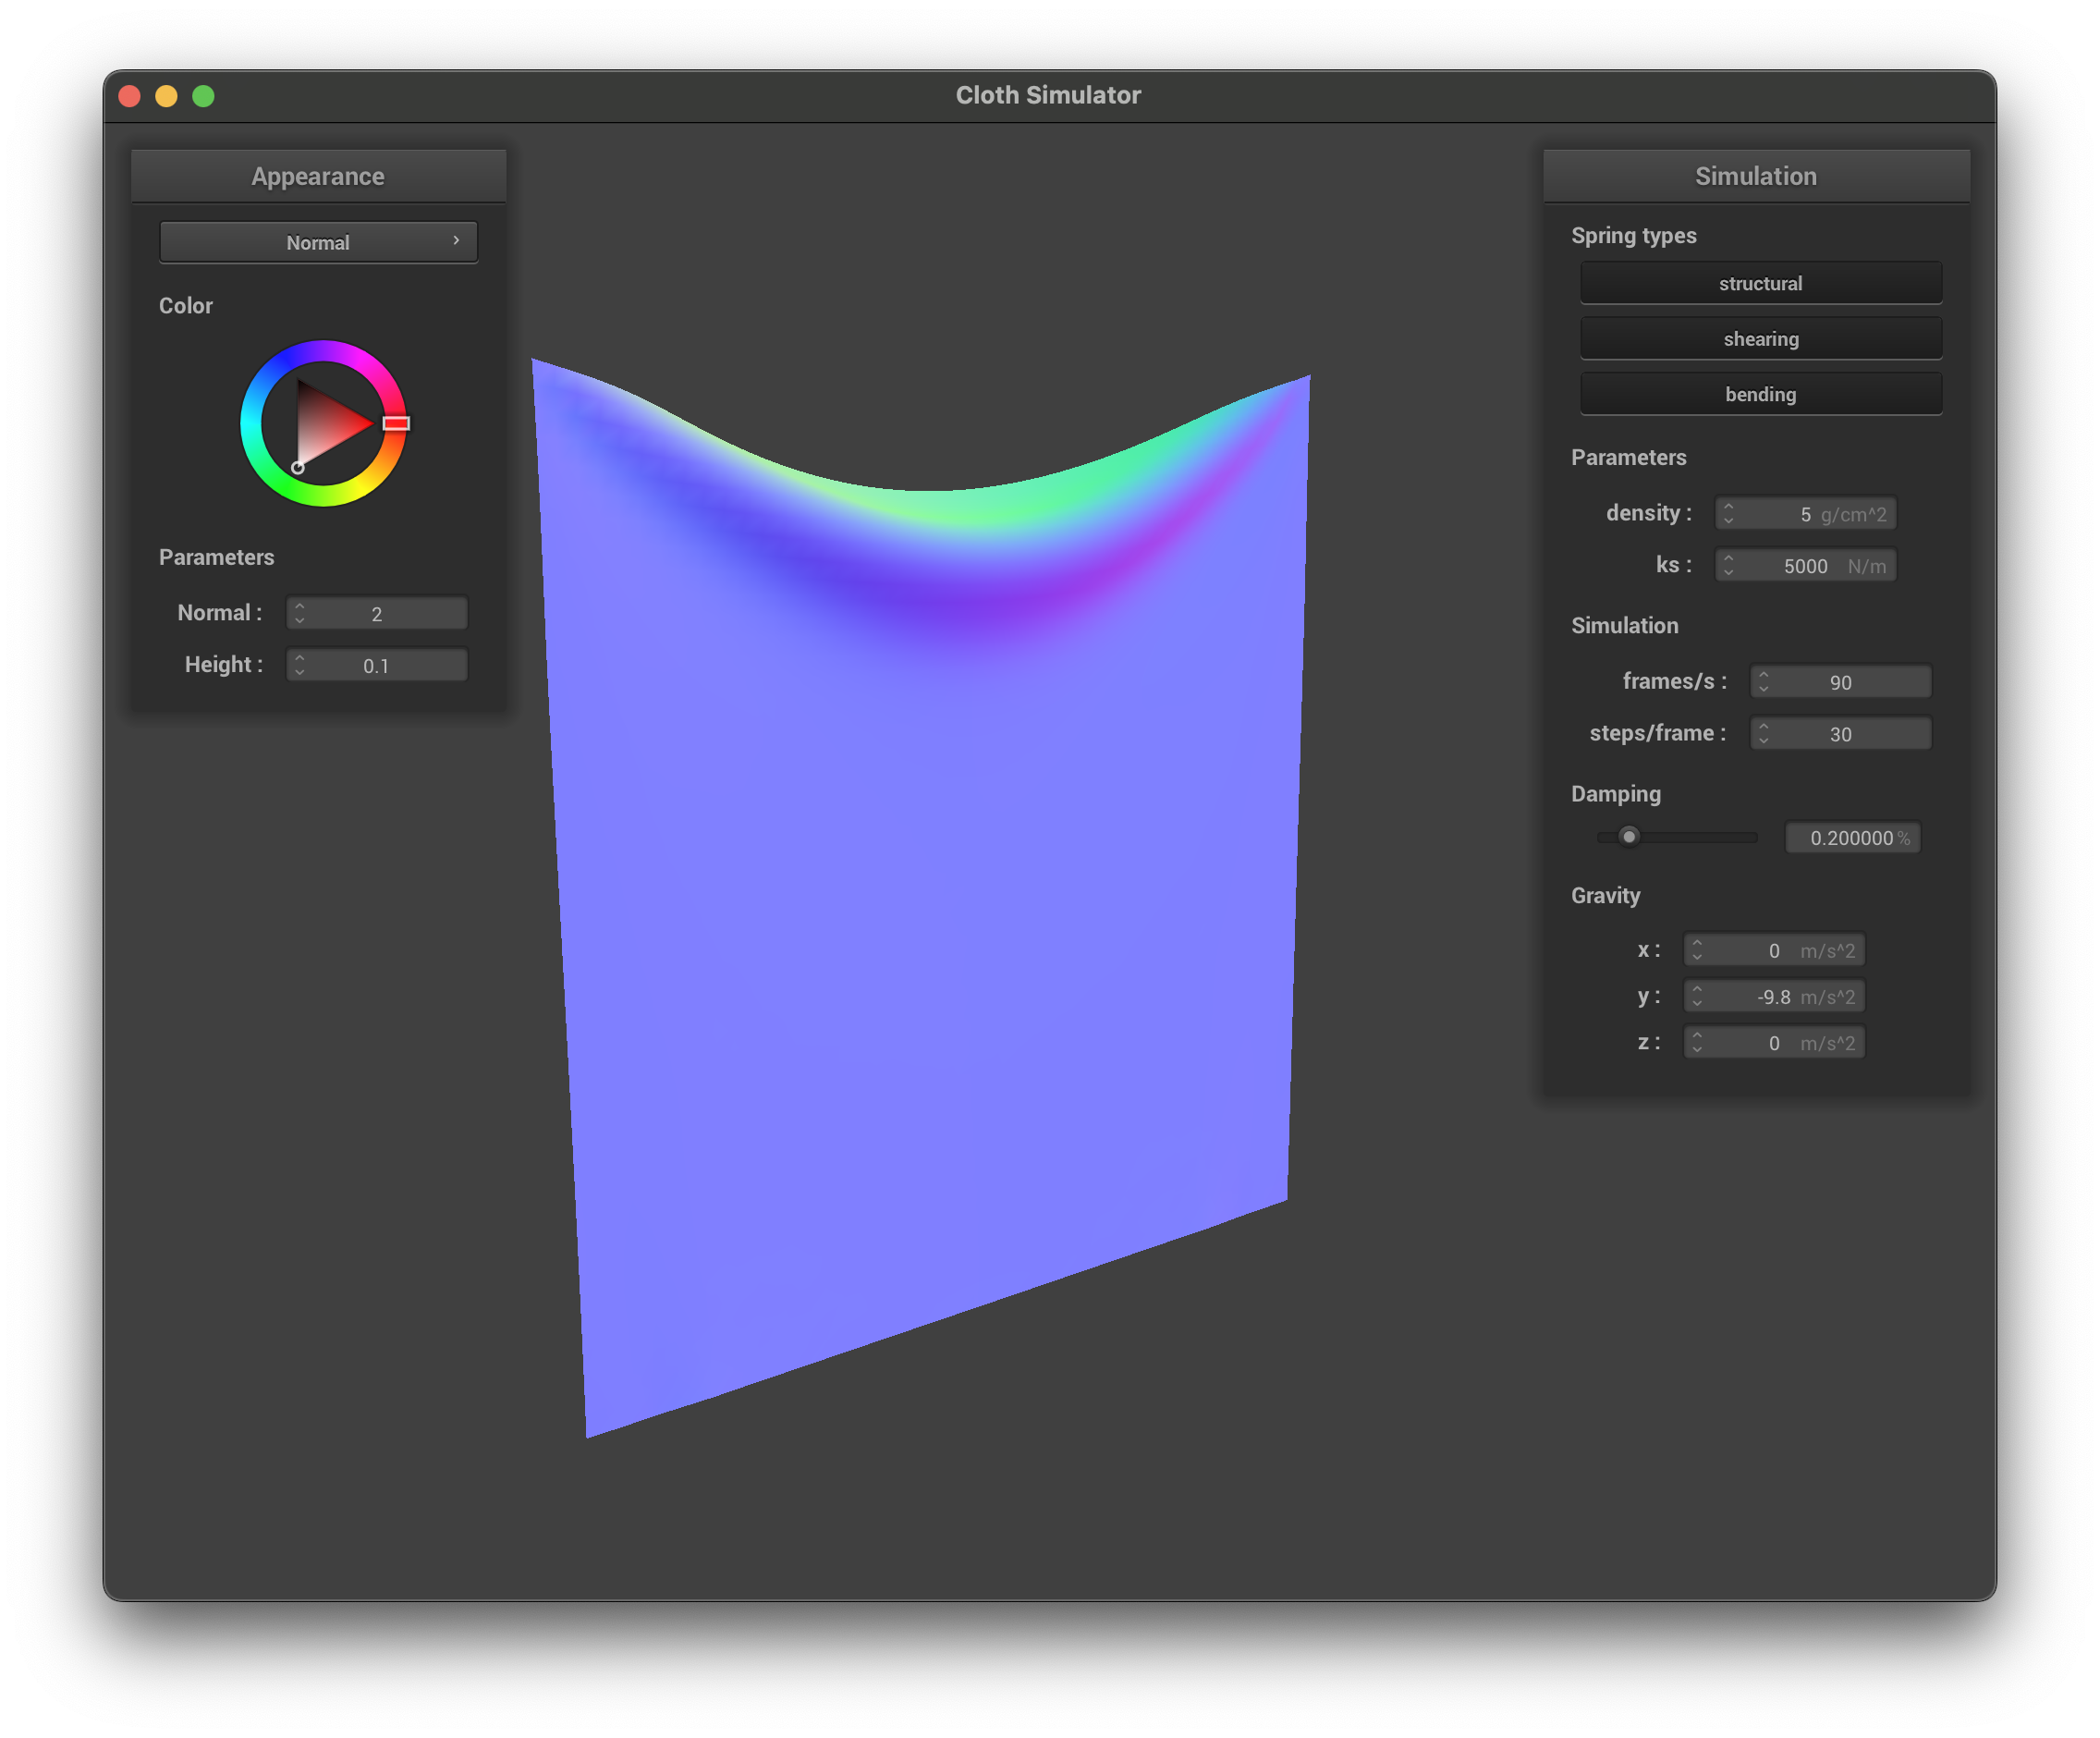 Cloth Simulator
Appearance
Normal
Color
Parameters
Normal : 2
Height : 0.1
Simulation
Spring types
structural
shearing
bending
Parameters
density : 5 g/cm^2
ks : 5000 N/m
Simulation
frames/s : 90
steps/frame : 30
Damping
0.200000 %
Gravity
x : 0 m/s^2
y : -9.8 m/s^2
z : 0 m/s^2